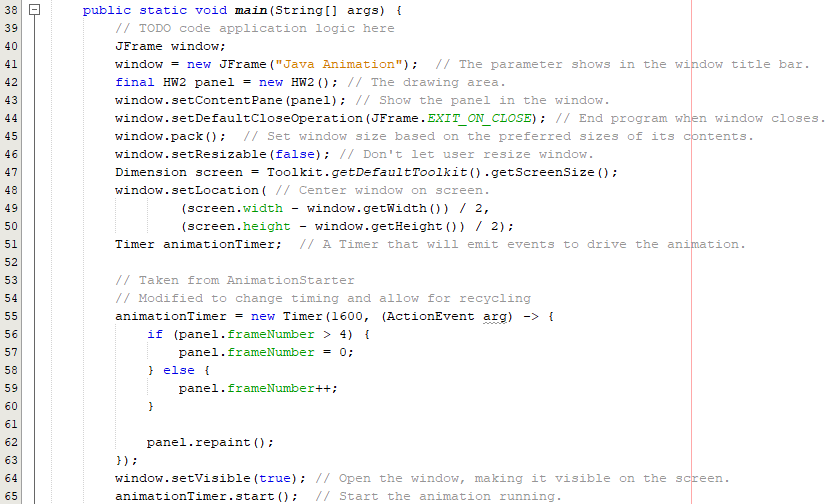 38 public static void main(String[] args) {
39 // TODO code application logic here
40 JFrame window;
41 window = new JFrame("Java Animation");  // The parameter shows in the window title bar.
42 final HW2 panel = new HW2(); // The drawing area.
43 window.setContentPane(panel); // Show the panel in the window.
44 window.setDefaultCloseOperation(JFrame.EXIT_ON_CLOSE); // End program when window closes.
45 window.pack();  // Set window size based on the preferred sizes of its contents.
46 window.setResizable(false); // Don't let user resize window.
47 Dimension screen = Toolkit.getDefaultToolkit().getScreenSize();
48 window.setLocation( // Center window on screen.
49 (screen.width - window.getWidth()) / 2,
50 (screen.height - window.getHeight()) / 2);
51 Timer animationTimer;  // A Timer that will emit events to drive the animation.
52
53 // Taken from AnimationStarter
54 // Modified to change timing and allow for recycling
55 animationTimer = new Timer(1600, (ActionEvent arg) -> {
56 if (panel.frameNumber > 4) {
57 panel.frameNumber = 0;
58 } else {
59 panel.frameNumber++;
60 }
61
62 panel.repaint();
63 });
64 window.setVisible(true); // Open the window, making it visible on the screen.
65 animationTimer.start();  // Start the animation running.